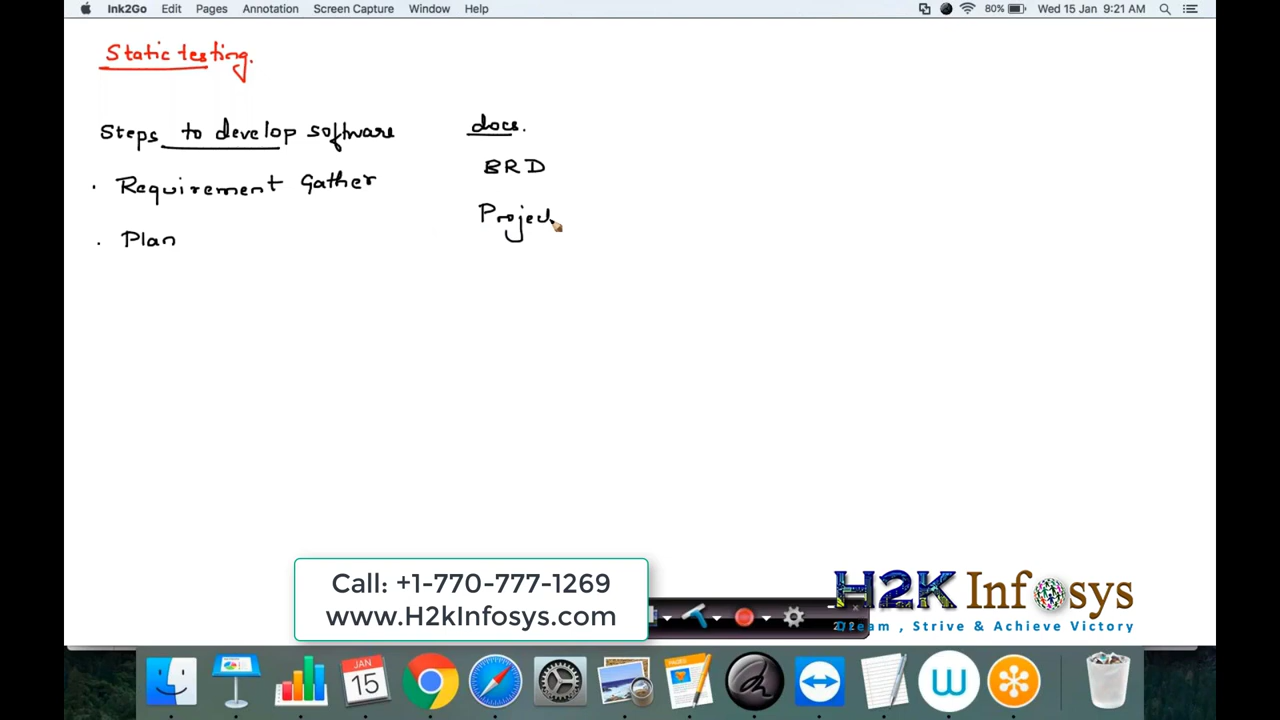 Ink2Go Edit Pages Annotation Screen Capture Window Help 80% Wed 15 Jan 9:21 AM
Static testing.
Steps to develop software
docs.
· Requirement Gather
BRD
· Plan
Projec
Call: +1-770-777-1269
www.H2kInfosys.com
H2K Infosys
Dream , Strive & Achieve Victory
JAN
15
PAGES
W